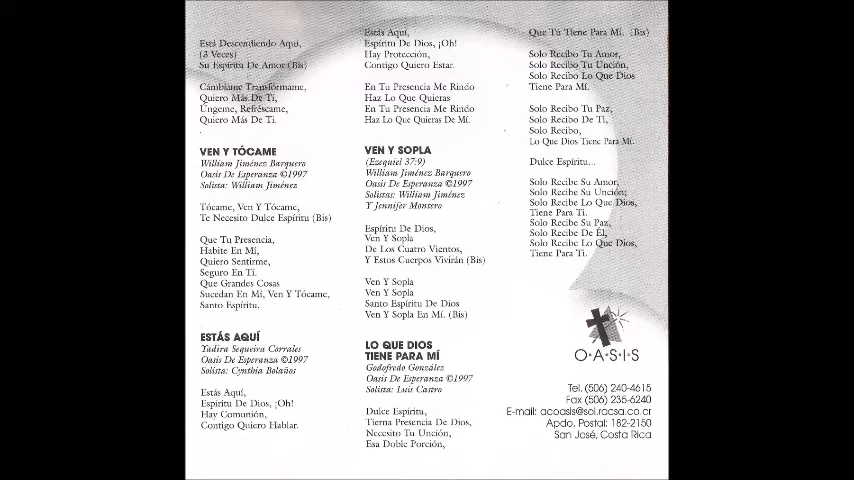 Está Descendiendo Aquí,
(3 Veces)
Su Espíritu De Amor (Bis)
Cámbiame Transfórmame,
Quiero Más De Ti,
Úngeme, Refréscame,
Quiero Más De Ti.
VEN Y TÓCAME
William Jiménez Barquero
Oasis De Esperanza ©1997
Solista: William Jiménez
Tócame, Ven Y Tócame,
Te Necesito Dulce Espíritu (Bis)
Que Tu Presencia,
Habite En Mí,
Quiero Sentirme,
Seguro En Ti.
Que Grandes Cosas
Sucedan En Mí, Ven Y Tócame,
Santo Espíritu.
ESTÁS AQUÍ
Yadira Sequeira Corrales
Oasis De Esperanza ©1997
Solista: Cynthia Bolaños
Estás Aquí,
Espíritu De Dios, ¡Oh!
Hay Comunión,
Contigo Quiero Hablar.
Estás Aquí,
Espíritu De Dios, ¡Oh!
Hay Protección,
Contigo Quiero Estar.
En Tu Presencia Me Rindo
Haz Lo Que Quieras
En Tu Presencia Me Rindo
Haz Lo Que Quieras De Mí.
VEN Y SOPLA
(Ezequiel 37:9)
William Jiménez Barquero
Oasis De Esperanza ©1997
Solistas: William Jiménez
Y Jennifer Montero
Espíritu De Dios,
Ven Y Sopla
De Los Cuatro Vientos,
Y Estos Cuerpos Vivirán (Bis)
Ven Y Sopla
Ven Y Sopla
Santo Espíritu De Dios
Ven Y Sopla En Mí. (Bis)
LO QUE DIOS
TIENE PARA MÍ
Godofredo González
Oasis De Esperanza ©1997
Solista: Luis Castro
Dulce Espíritu,
Tierna Presencia De Dios,
Necesito Tu Unción,
Esa Doble Porción,
Que Tú Tiene Para Mí. (Bis)
Solo Recibo Tu Amor,
Solo Recibo Tu Unción,
Solo Recibo Lo Que Dios
Tiene Para Mí.
Solo Recibo Tu Paz,
Solo Recibo De Ti,
Solo Recibo,
Lo Que Dios Tiene Para Mí.
Dulce Espíritu...
Solo Recibe Su Amor,
Solo Recibe Su Unción;
Solo Recibe Lo Que Dios,
Tiene Para Ti.
Solo Recibe Su Paz,
Solo Recibe De Él,
Solo Recibe Lo Que Dios,
Tiene Para Ti.
O•A•S•I•S
Tel. (506) 240-4615
Fax (506) 235-6240
E-mail: acoasis@sol.racsa.co.cr
Apdo. Postal: 182-2150
San José, Costa Rica